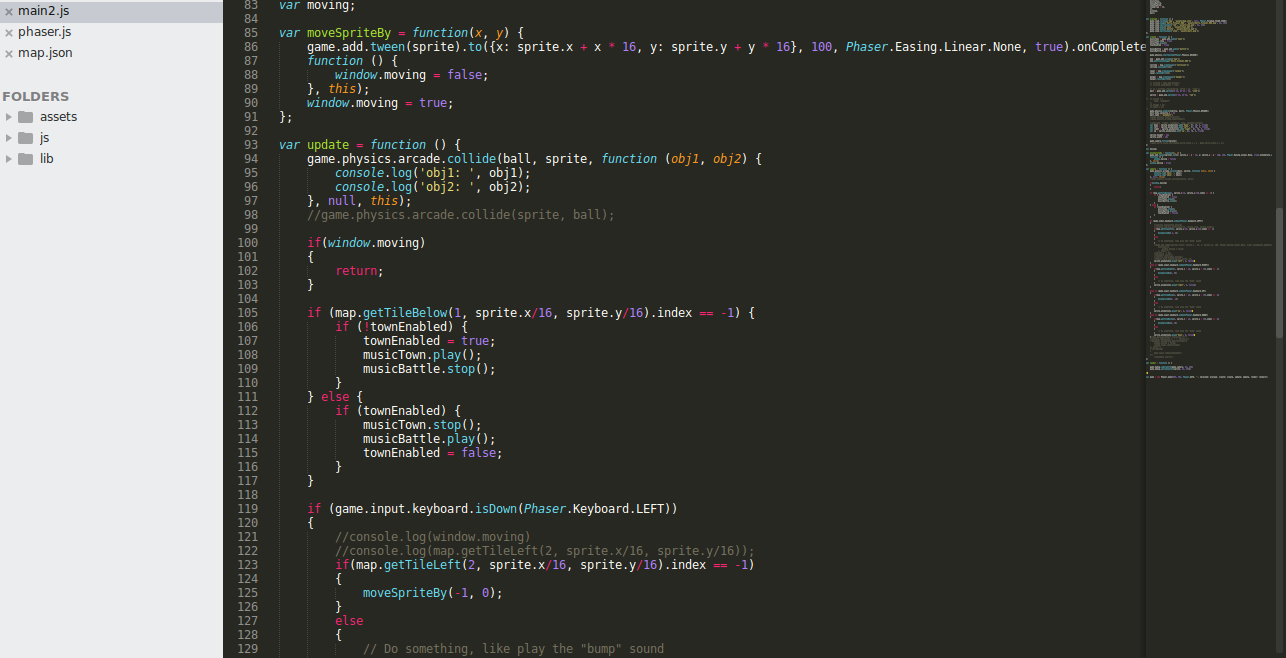 main2.js
phaser.js
map.json
FOLDERS
assets
js
lib
83 var moving;
84
85 var moveSpriteBy = function(x, y) {
86     game.add.tween(sprite).to({x: sprite.x + x * 16, y: sprite.y + y * 16}, 100, Phaser.Easing.Linear.None, true).onComplete
87     function () {
88         window.moving = false;
89     }, this);
90     window.moving = true;
91 };
92
93 var update = function () {
94     game.physics.arcade.collide(ball, sprite, function (obj1, obj2) {
95         console.log('obj1: ', obj1);
96         console.log('obj2: ', obj2);
97     }, null, this);
98     //game.physics.arcade.collide(sprite, ball);
99
100     if(window.moving)
101     {
102         return;
103     }
104
105     if (map.getTileBelow(1, sprite.x/16, sprite.y/16).index == -1) {
106         if (!townEnabled) {
107             townEnabled = true;
108             musicTown.play();
109             musicBattle.stop();
110         }
111     } else {
112         if (townEnabled) {
113             musicTown.stop();
114             musicBattle.play();
115             townEnabled = false;
116         }
117     }
118
119     if (game.input.keyboard.isDown(Phaser.Keyboard.LEFT))
120     {
121         //console.log(window.moving)
122         //console.log(map.getTileLeft(2, sprite.x/16, sprite.y/16));
123         if(map.getTileLeft(2, sprite.x/16, sprite.y/16).index == -1)
124         {
125             moveSpriteBy(-1, 0);
126         }
127         else
128         {
129             // Do something, like play the "bump" sound